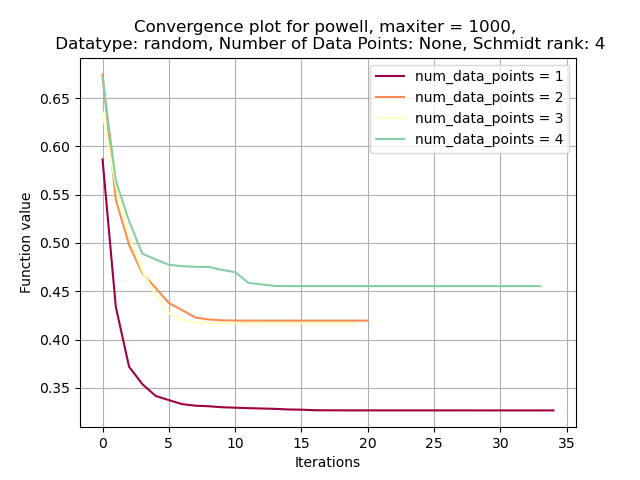 Convergence plot for powell, maxiter = 1000,
Datatype: random, Number of Data Points: None, Schmidt rank: 4
num_data_points = 1
num_data_points = 2
num_data_points = 3
num_data_points = 4
Function value
0.65
0.60
0.55
0.50
0.45
0.40
0.35
0 5 10 15 20 25 30 35
Iterations